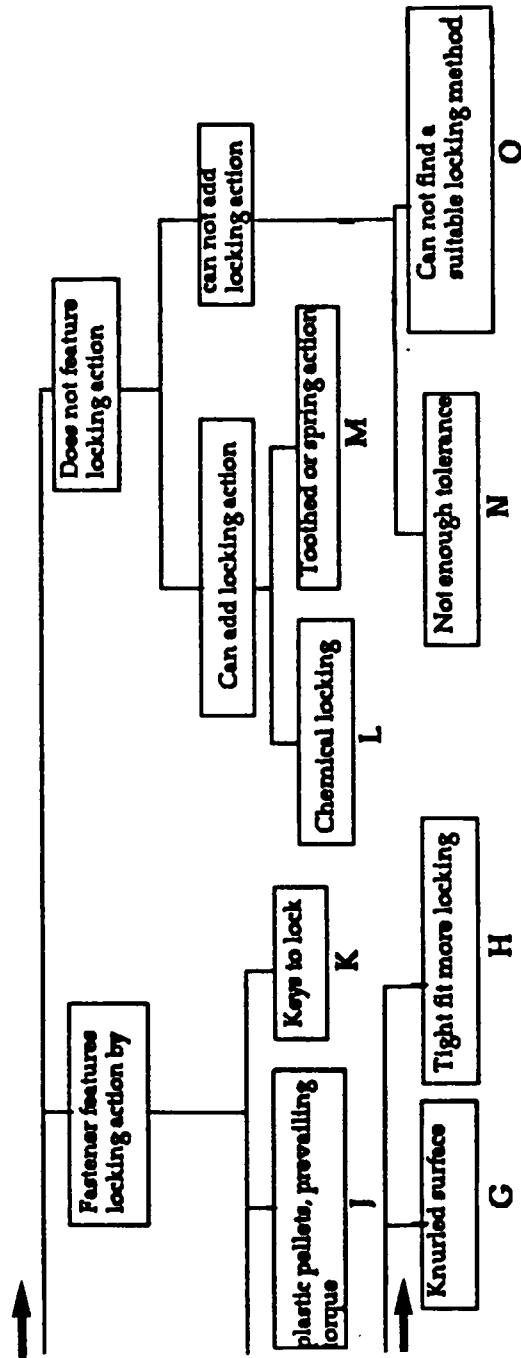 Fastener features
locking action by
Does not feature
locking action
plastic pellets, prevailing
torque
J
Keys to lock
K
Can add locking action
can not add
locking action
Chemical locking
L
Toothed or spring action
M
Knurled surface
G
Tight fit more locking
H
Not enough tolerance
N
Can not find a
suitable locking method
O